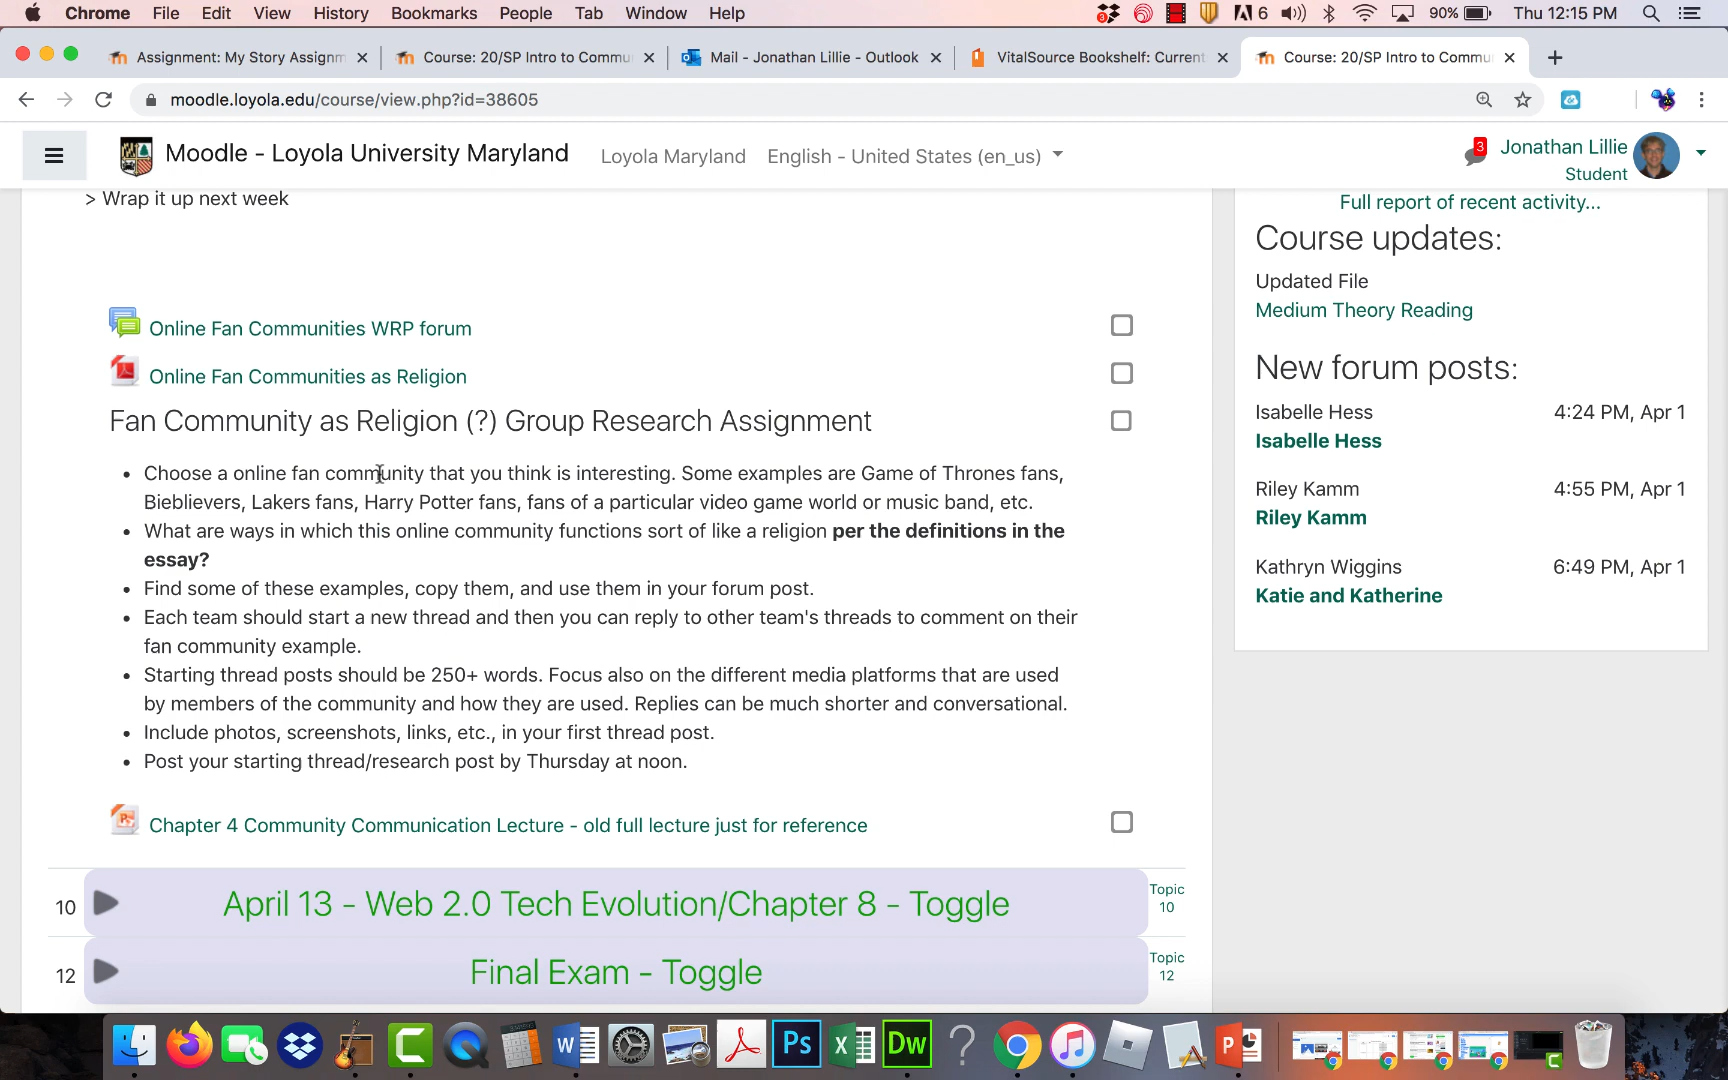 Chrome File Edit View History Bookmarks People Tab Window Help 3 6 90% Thu 12:15 PM
Assignment: My Story Assignm Course: 20/SP Intro to Commu Mail - Jonathan Lillie - Outlook VitalSource Bookshelf: Current Course: 20/SP Intro to Commu
moodle.loyola.edu/course/view.php?id=38605
Moodle - Loyola University Maryland Loyola Maryland English - United States (en_us) 3 Jonathan Lillie
Student
> Wrap it up next week
Online Fan Communities WRP forum
Online Fan Communities as Religion
Fan Community as Religion (?) Group Research Assignment
• Choose a online fan community that you think is interesting. Some examples are Game of Thrones fans,
Bieblievers, Lakers fans, Harry Potter fans, fans of a particular video game world or music band, etc.
• What are ways in which this online community functions sort of like a religion per the definitions in the
essay?
• Find some of these examples, copy them, and use them in your forum post.
• Each team should start a new thread and then you can reply to other team's threads to comment on their
fan community example.
• Starting thread posts should be 250+ words. Focus also on the different media platforms that are used
by members of the community and how they are used. Replies can be much shorter and conversational.
• Include photos, screenshots, links, etc., in your first thread post.
• Post your starting thread/research post by Thursday at noon.
Chapter 4 Community Communication Lecture - old full lecture just for reference
10 April 13 - Web 2.0 Tech Evolution/Chapter 8 - Toggle Topic
10
12 Final Exam - Toggle Topic
12
Full report of recent activity...
Course updates:
Updated File
Medium Theory Reading
New forum posts:
Isabelle Hess 4:24 PM, Apr 1
Isabelle Hess
Riley Kamm 4:55 PM, Apr 1
Riley Kamm
Kathryn Wiggins 6:49 PM, Apr 1
Katie and Katherine
W Ps X Dw ? P